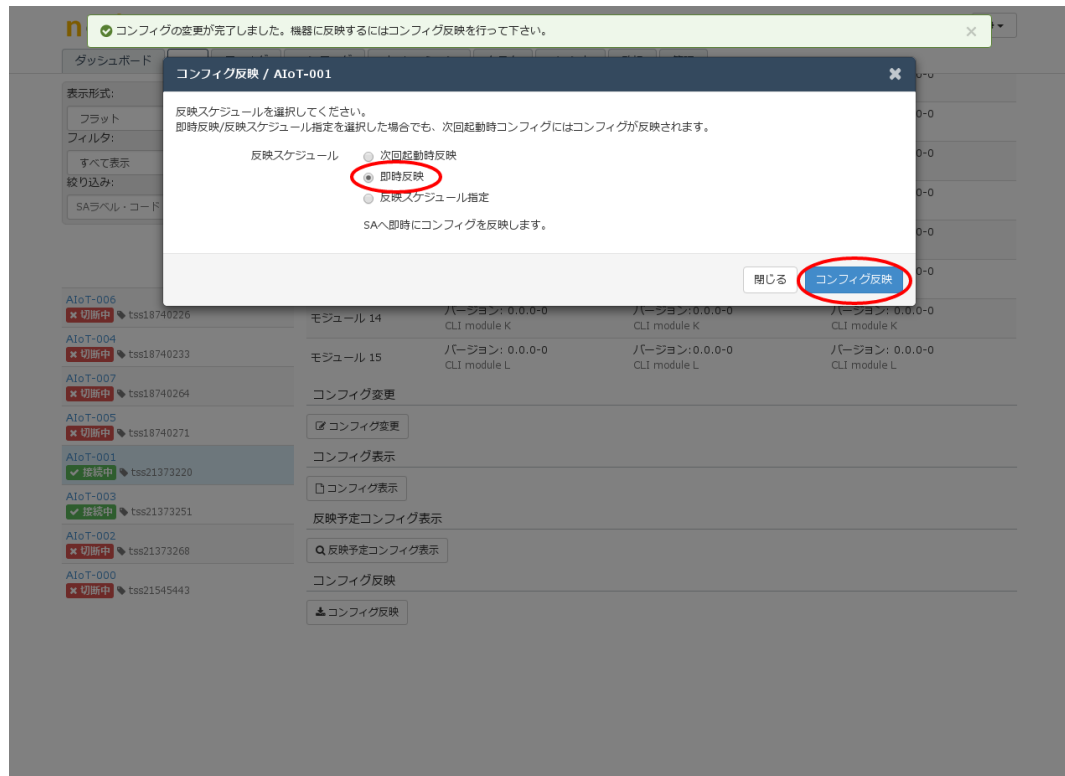 コンフィグの変更が完了しました。機器に反映するにはコンフィグ反映を行って下さい。
ダッシュボード
コンフィグ反映 / AIoT-001
反映スケジュールを選択してください。
即時反映/反映スケジュール指定を選択した場合でも、次回起動時コンフィグにはコンフィグが反映されます。
反映スケジュール
次回起動時反映
即時反映
反映スケジュール指定
SAへ即時にコンフィグを反映します。
閉じる
コンフィグ反映
表示形式:
フラット
フィルタ:
すべて表示
絞り込み:
SAラベル・コード
AIoT-006
切断中 tss18740226
AIoT-004
切断中 tss18740233
AIoT-007
切断中 tss18740264
AIoT-005
切断中 tss18740271
AIoT-001
接続中 tss21373220
AIoT-003
接続中 tss21373251
AIoT-002
切断中 tss21373268
AIoT-000
切断中 tss21545443
モジュール 14 バージョン: 0.0.0-0 バージョン:0.0.0-0 バージョン: 0.0.0-0
CLI module K CLI module K CLI module K
モジュール 15 バージョン: 0.0.0-0 バージョン:0.0.0-0 バージョン: 0.0.0-0
CLI module L CLI module L CLI module L
コンフィグ変更
コンフィグ変更
コンフィグ表示
コンフィグ表示
反映予定コンフィグ表示
反映予定コンフィグ表示
コンフィグ反映
コンフィグ反映